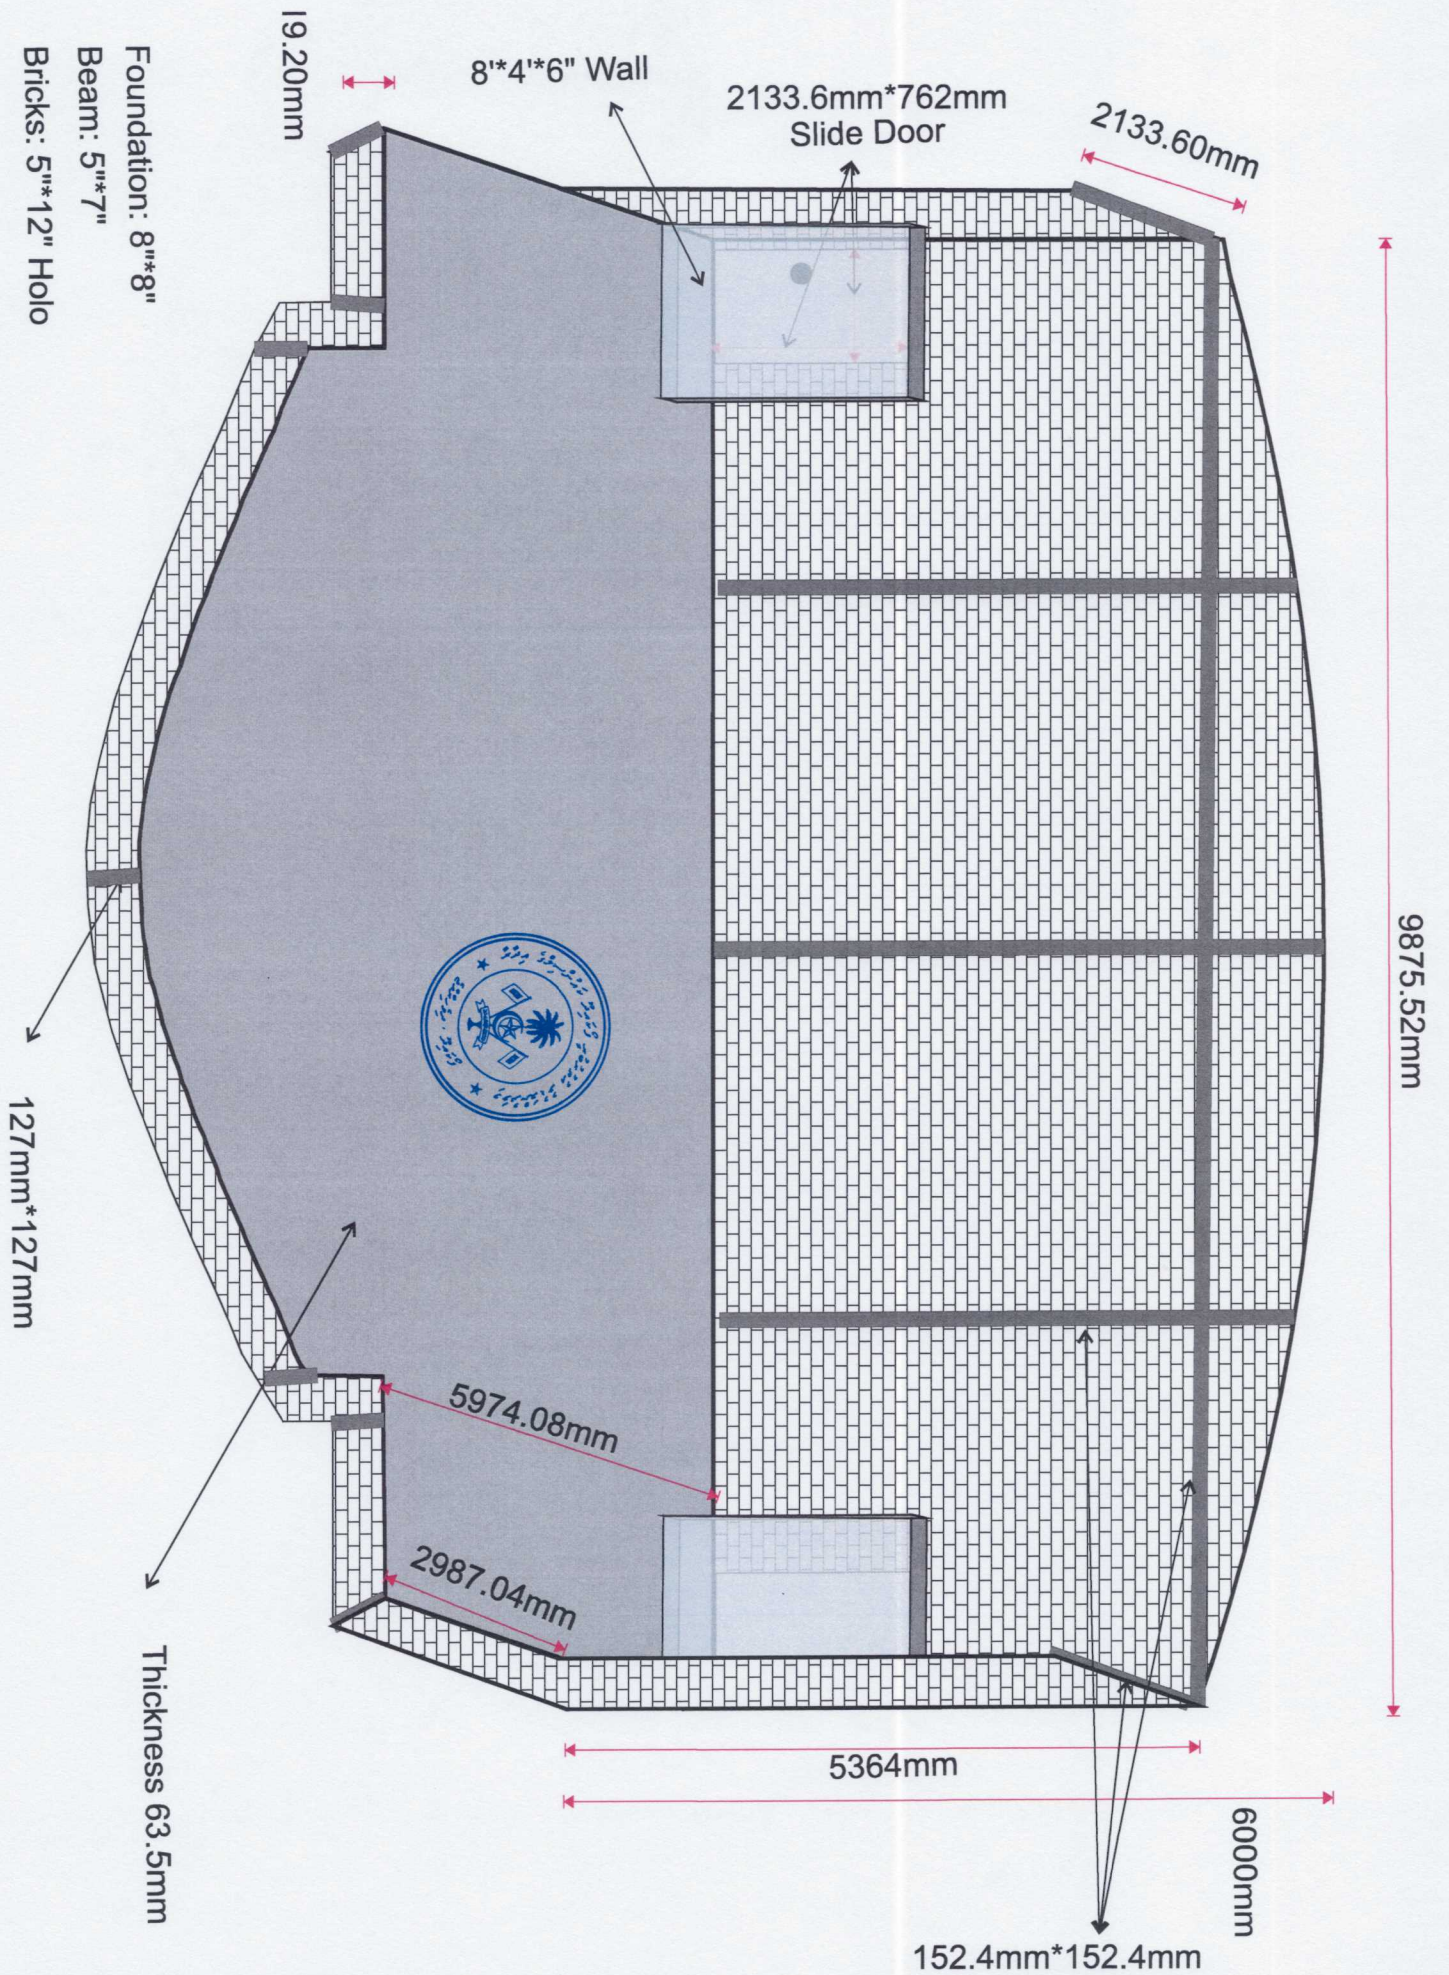 9875.52mm
2133.60mm
2133.6mm*762mm
Slide Door
8'*4'*6" Wall
19.20mm
Foundation: 8"*8"
Beam: 5"*7"
Bricks: 5"*12" Holo
5974.08mm
2987.04mm
5364mm
6000mm
152.4mm*152.4mm
127mm*127mm
Thickness 63.5mm